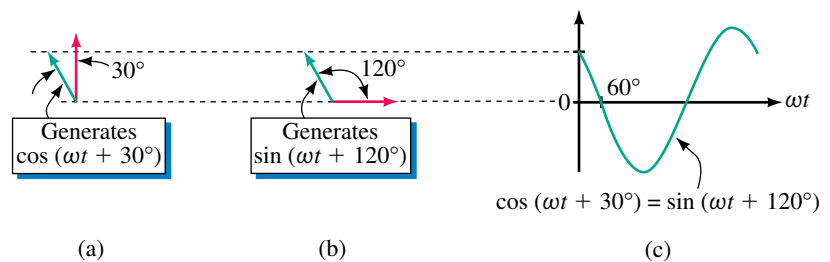 30°
Generates
cos (ωt + 30°)
(a)
120°
Generates
sin (ωt + 120°)
(b)
0
60°
ωt
cos (ωt + 30°) = sin (ωt + 120°)
(c)